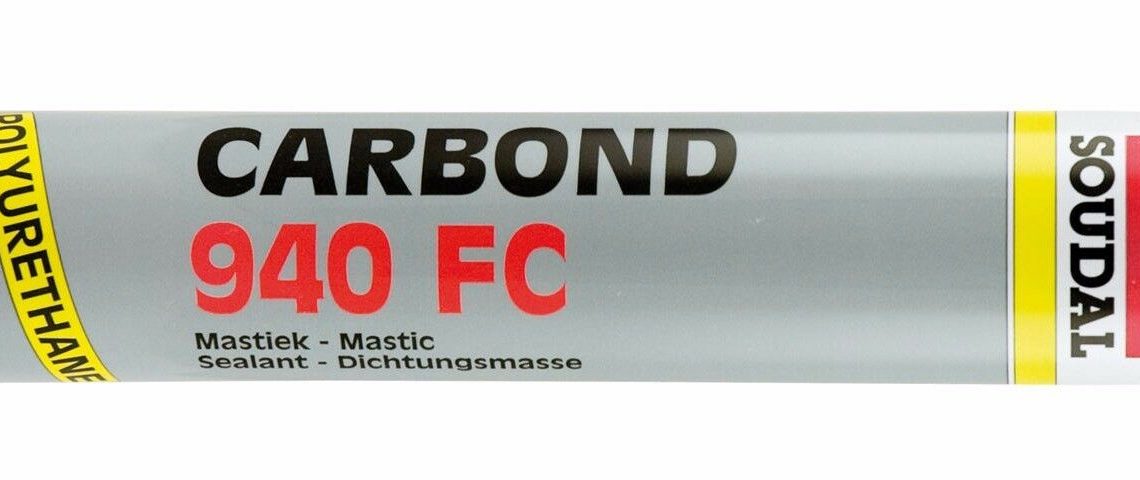 POLYURETHANE
CARBOND
940 FC
Mastiek - Mastic
Sealant - Dichtungsmasse
SOUDAL